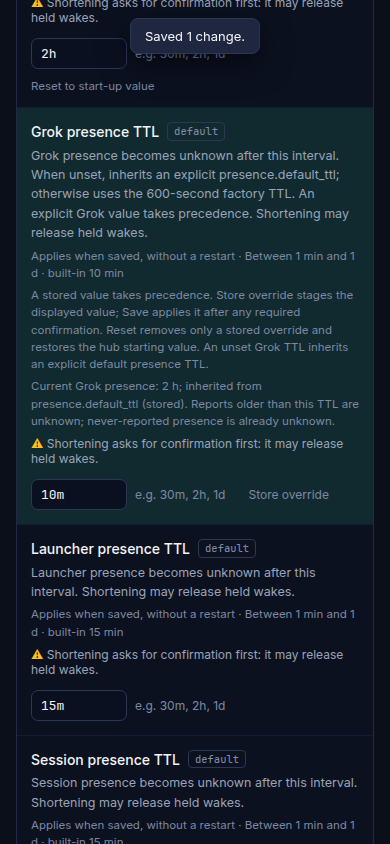 ⚠ Shortening asks for confirmation first: it may release
held wakes.
Saved 1 change.
2h
e.g. 30m, 2h, 1d
Reset to start-up value
Grok presence TTL default
Grok presence becomes unknown after this interval.
When unset, inherits an explicit presence.default_ttl;
otherwise uses the 600-second factory TTL. An
explicit Grok value takes precedence. Shortening may
release held wakes.
Applies when saved, without a restart · Between 1 min and 1
d · built-in 10 min
A stored value takes precedence. Store override stages the
displayed value; Save applies it after any required
confirmation. Reset removes only a stored override and
restores the hub starting value. An unset Grok TTL inherits
an explicit default presence TTL.
Current Grok presence: 2 h; inherited from
presence.default_ttl (stored). Reports older than this TTL are
unknown; never-reported presence is already unknown.
⚠ Shortening asks for confirmation first: it may release
held wakes.
10m e.g. 30m, 2h, 1d Store override
Launcher presence TTL default
Launcher presence becomes unknown after this
interval. Shortening may release held wakes.
Applies when saved, without a restart · Between 1 min and 1
d · built-in 15 min
⚠ Shortening asks for confirmation first: it may release
held wakes.
15m e.g. 30m, 2h, 1d
Session presence TTL default
Session presence becomes unknown after this interval.
Shortening may release held wakes.
Applies when saved, without a restart · Between 1 min and 1
d · built-in 15 min